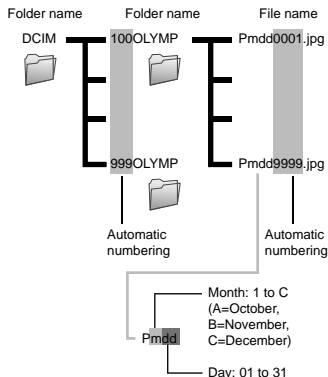 Folder name Folder name File name
DCIM 100OLYMP Pmdd0001.jpg
999OLYMP Pmdd9999.jpg
Automatic numbering
Automatic numbering
Month: 1 to C
(A=October,
B=November,
C=December)
Pmdd
Day: 01 to 31